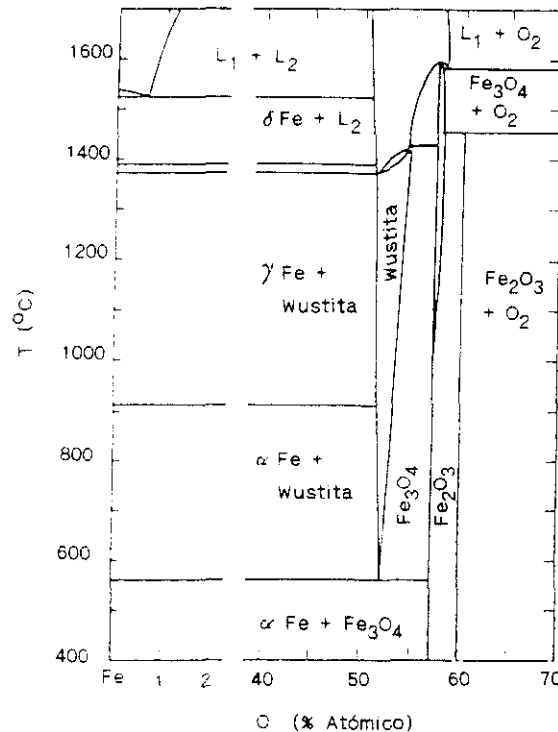 1600
L₁ + L₂
L₁ + O₂
Fe₃O₄
+ O₂
δ Fe + L₂
1400
Wustita
1200
γ Fe +
Wustita
Fe₂O₃
+ O₂
T (°C)
1000
α Fe +
Wustita
800
Fe₃O₄
Fe₂O₃
600
α Fe + Fe₃O₄
400
Fe 1 2 40 50 60 70
O (% Atómico)